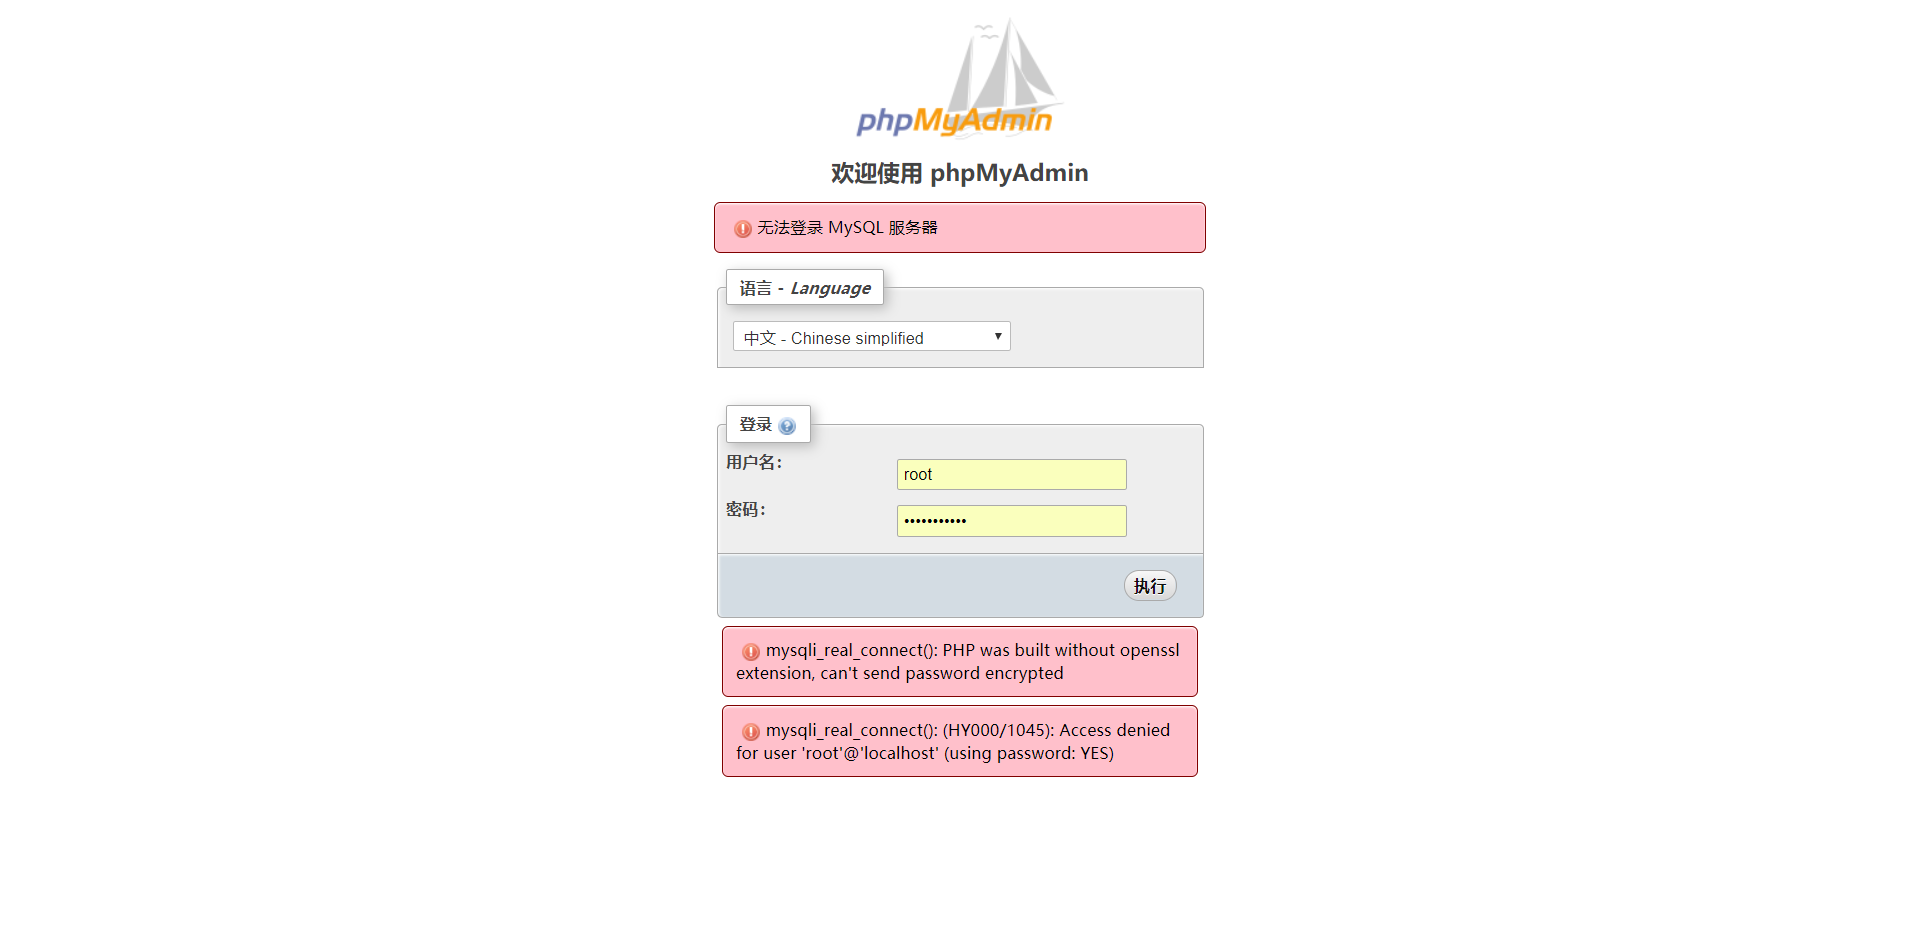 phpMyAdmin
欢迎使用 phpMyAdmin
无法登录 MySQL 服务器
语言 - Language
中文 - Chinese simplified
登录
用户名：
root
密码：
•••••••••••
执行
mysqli_real_connect(): PHP was built without openssl
extension, can't send password encrypted
mysqli_real_connect(): (HY000/1045): Access denied
for user 'root'@'localhost' (using password: YES)